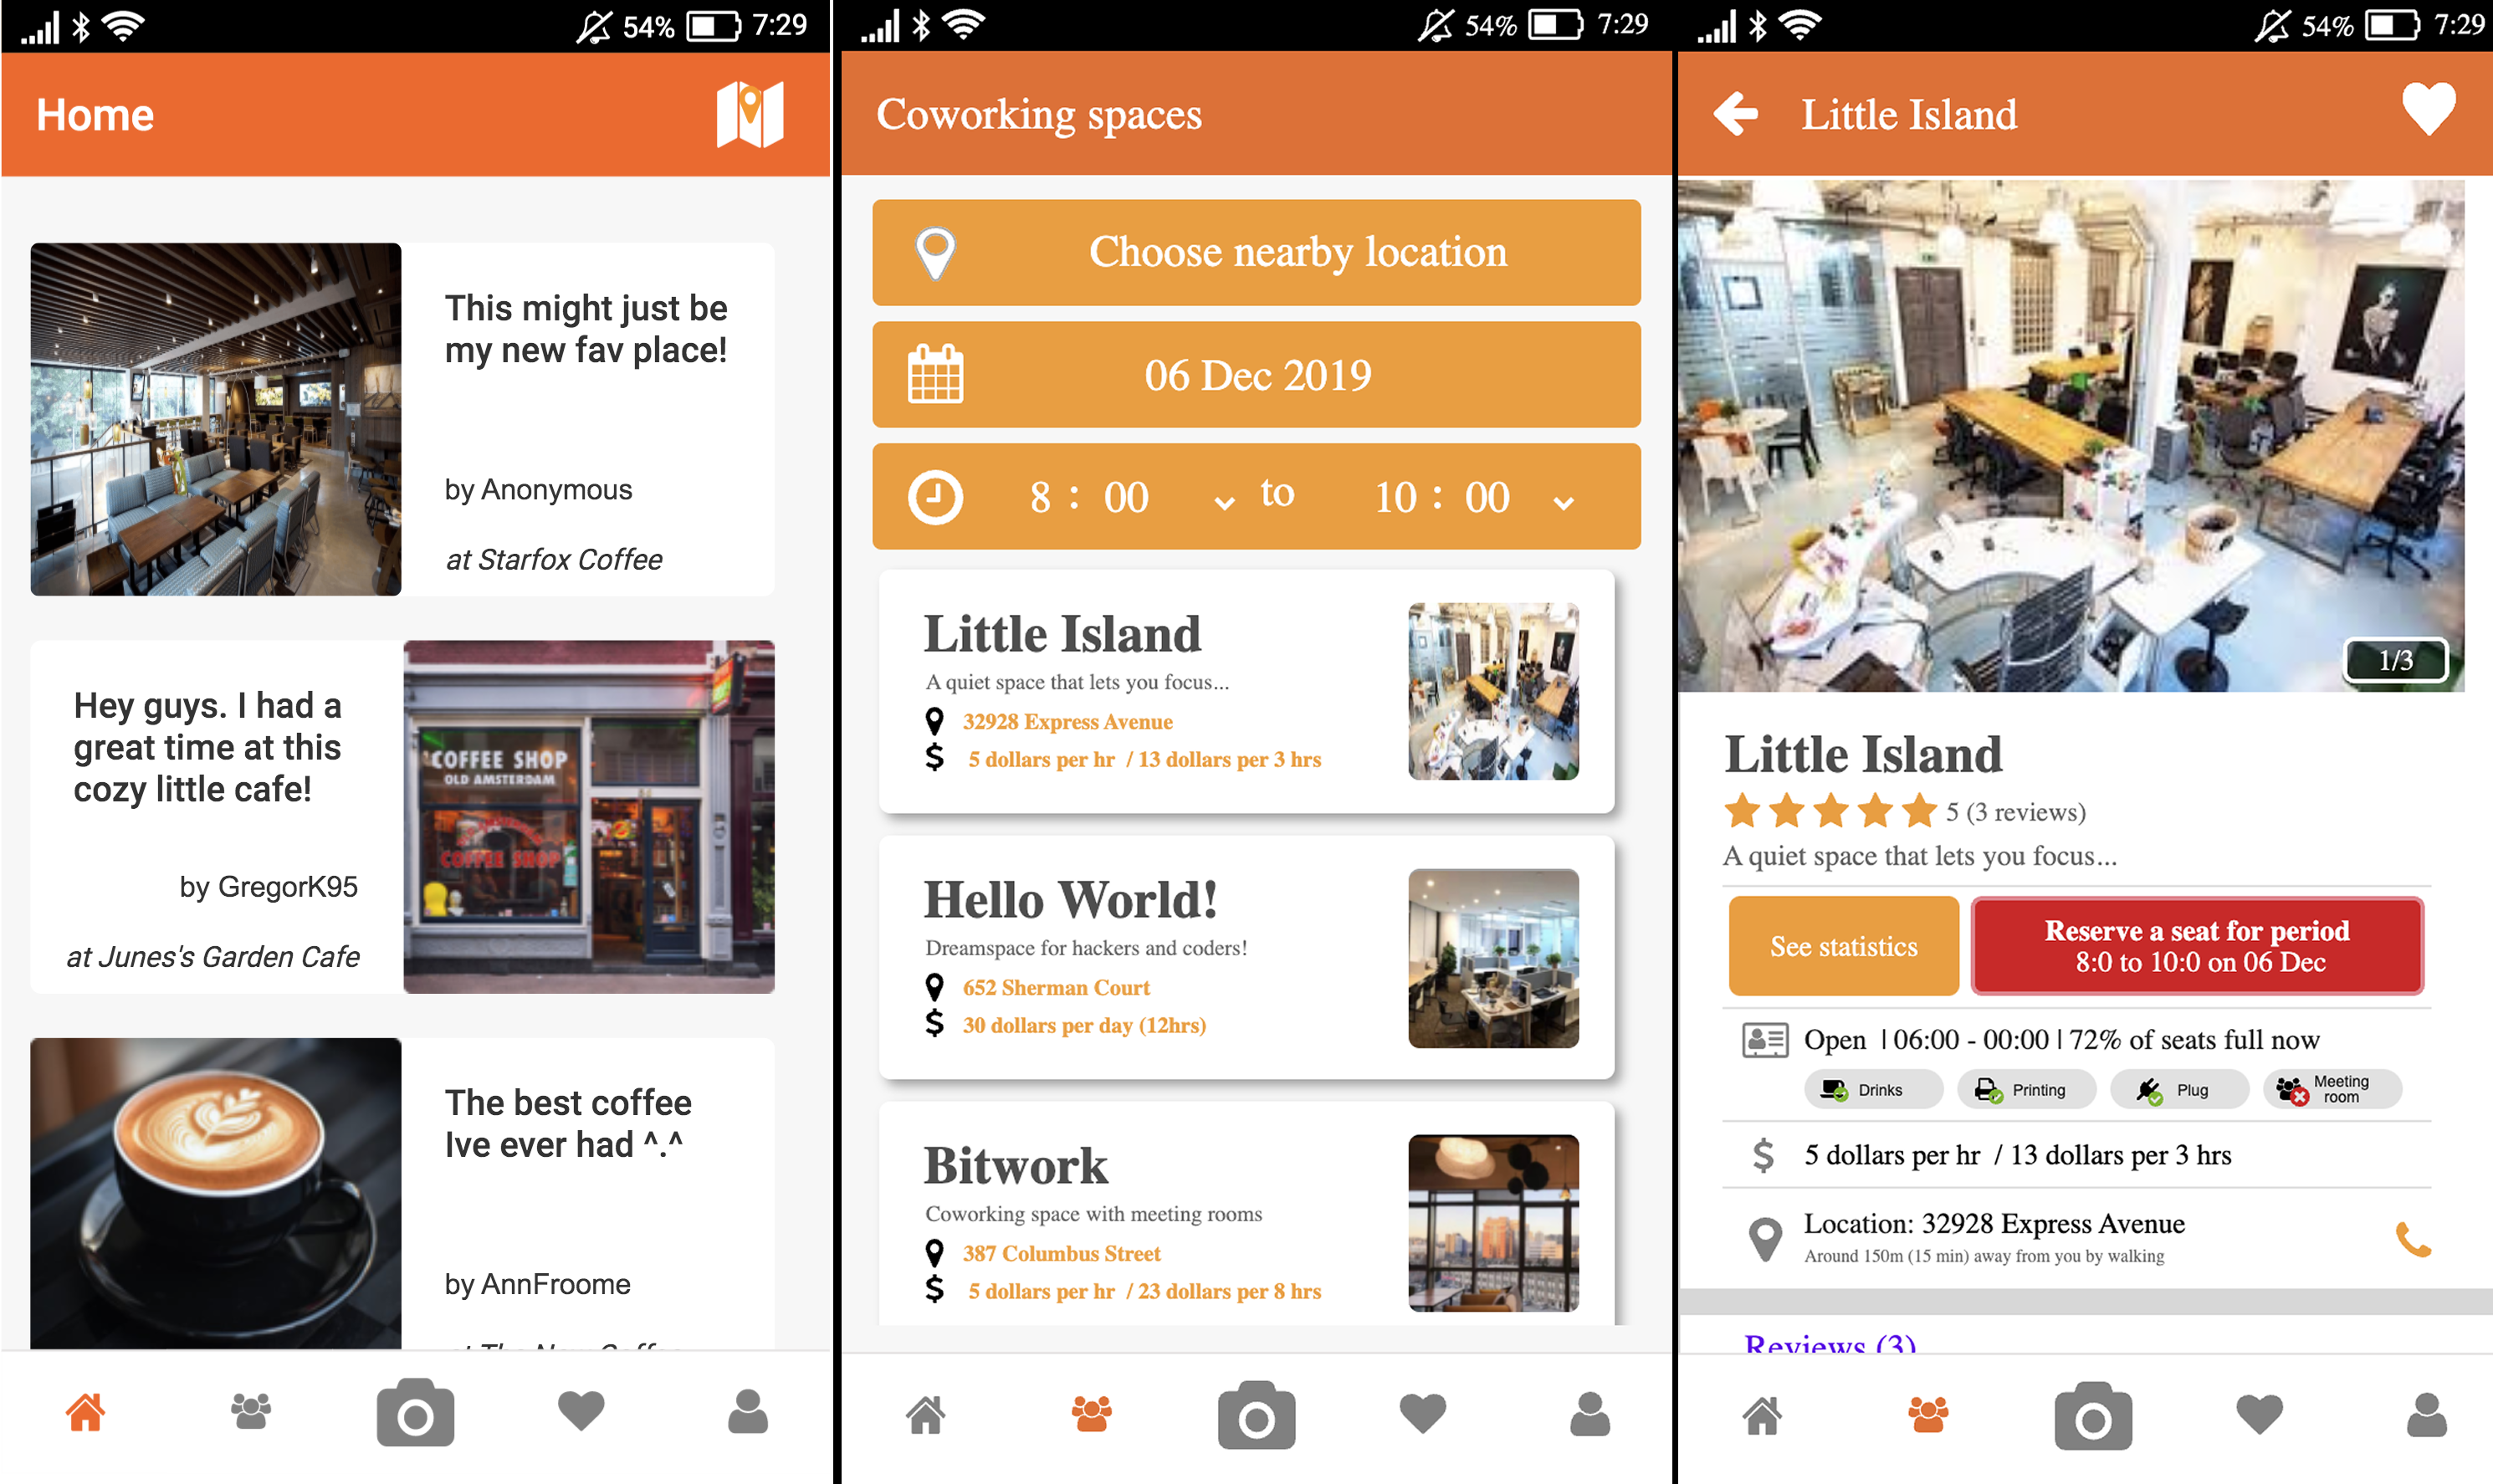 54% 7:29
Home
This might just be
my new fav place!
by Anonymous
at Starfox Coffee
Hey guys. I had a
great time at this
cozy little cafe!
by GregorK95
at Junes's Garden Cafe
COFFEE SHOP
OLD AMSTERDAM
COFFEE SHOP
The best coffee
Ive ever had ^.^
by AnnFroome
at The New Coffee
54% 7:29
Coworking spaces
Choose nearby location
06 Dec 2019
8 : 00 to 10 : 00
Little Island
A quiet space that lets you focus...
32928 Express Avenue
$ 5 dollars per hr / 13 dollars per 3 hrs
Hello World!
Dreamspace for hackers and coders!
652 Sherman Court
$ 30 dollars per day (12hrs)
Bitwork
Coworking space with meeting rooms
387 Columbus Street
$ 5 dollars per hr / 23 dollars per 8 hrs
54% 7:29
Little Island
1/3
Little Island
5 (3 reviews)
A quiet space that lets you focus...
See statistics
Reserve a seat for period
8:0 to 10:0 on 06 Dec
Open | 06:00 - 00:00 | 72% of seats full now
Drinks
Printing
Plug
Meeting
room
$ 5 dollars per hr / 13 dollars per 3 hrs
Location: 32928 Express Avenue
Around 150m (15 min) away from you by walking
Reviews (3)